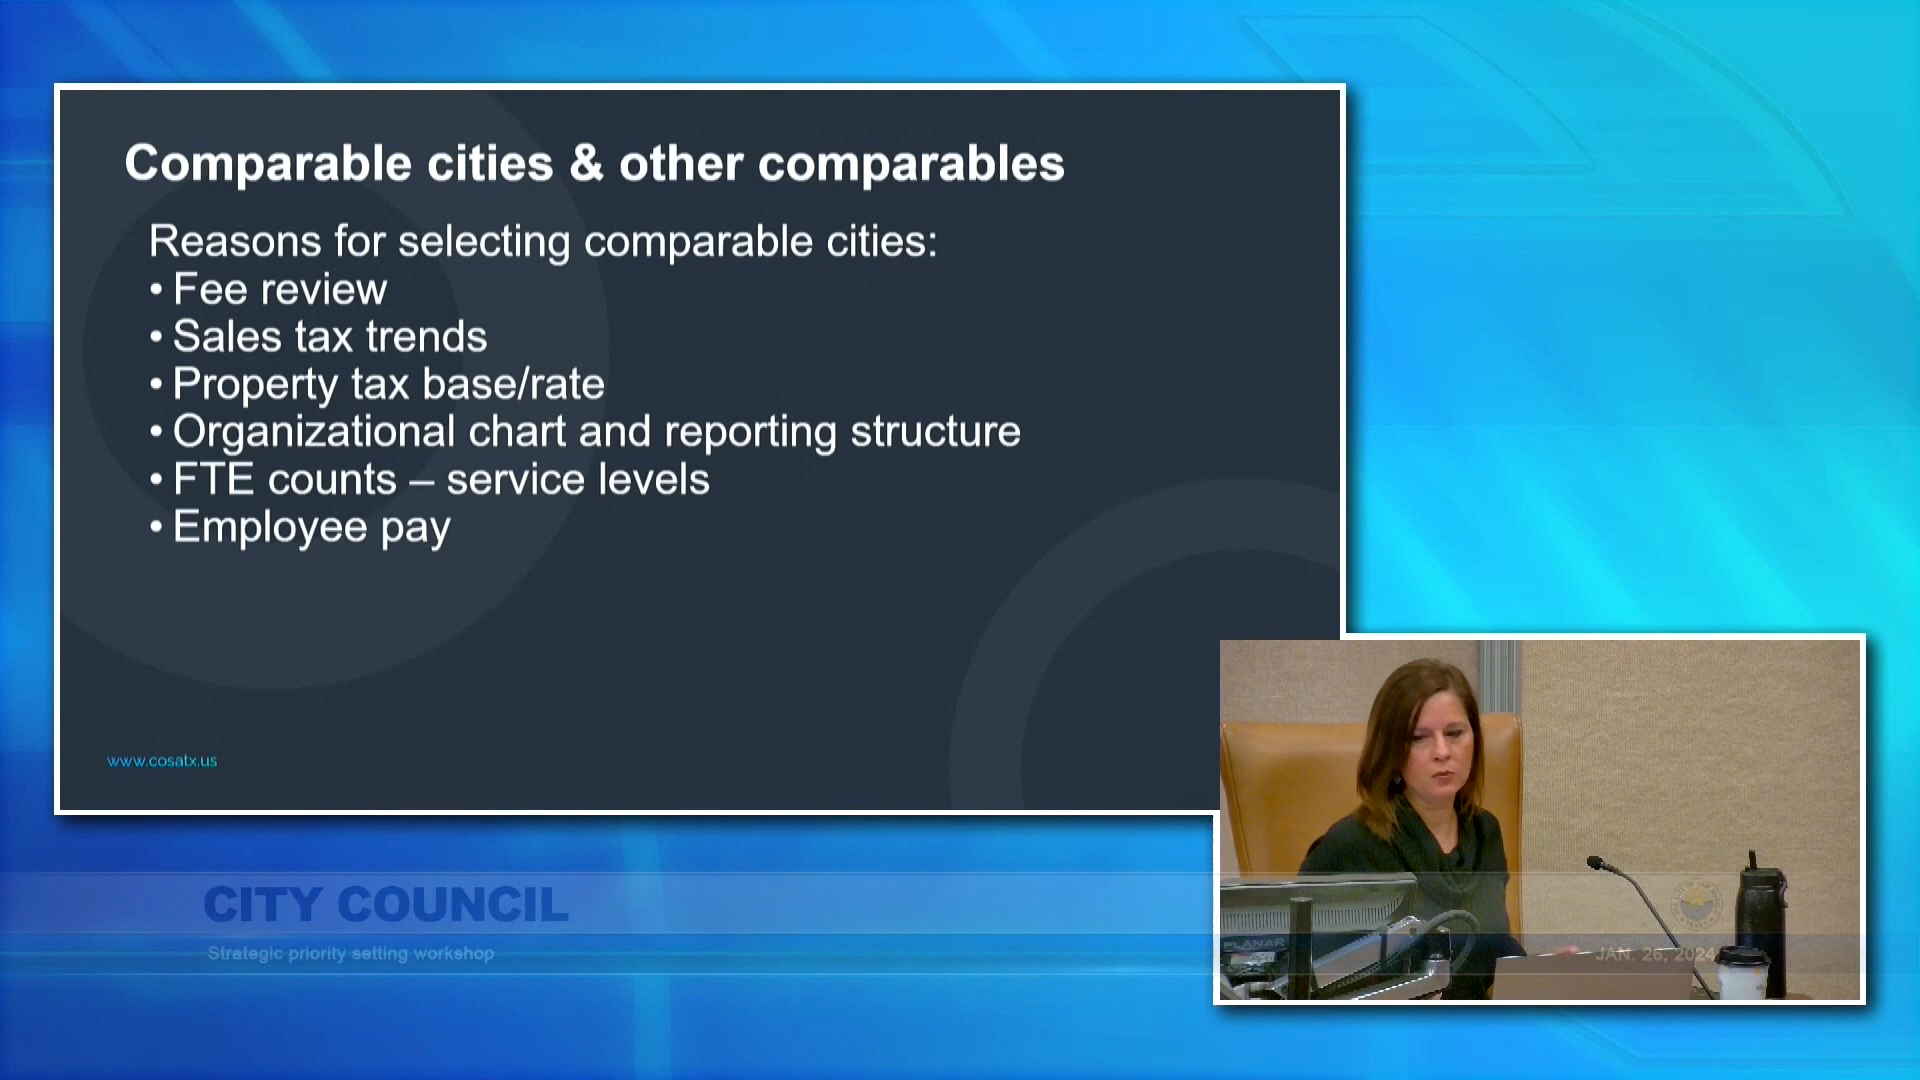 Comparable cities & other comparables
Reasons for selecting comparable cities:
• Fee review
• Sales tax trends
• Property tax base/rate
• Organizational chart and reporting structure
• FTE counts – service levels
• Employee pay
www.cosatx.us
CITY COUNCIL
Strategic priority setting workshop
PLANAR
JAN. 26, 2024